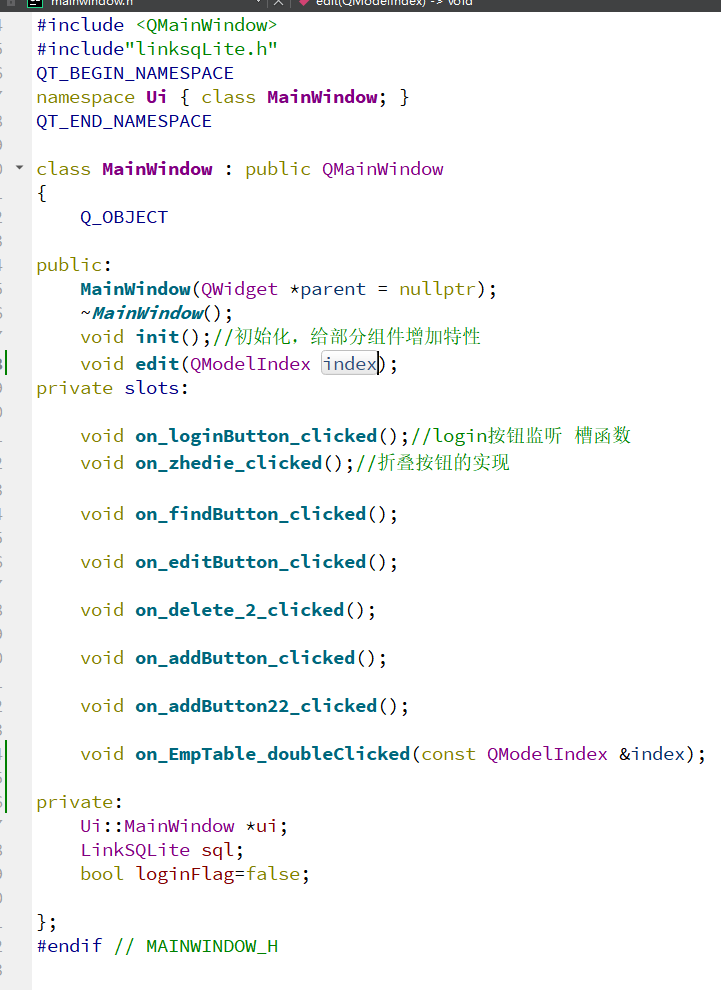 mainwindow.h edit(QModelIndex) -> void
#include <QMainWindow>
#include"linksqLite.h"
QT_BEGIN_NAMESPACE
namespace Ui { class MainWindow; }
QT_END_NAMESPACE
class MainWindow : public QMainWindow
{
Q_OBJECT
public:
MainWindow(QWidget *parent = nullptr);
~MainWindow();
void init();//初始化，给部分组件增加特性
void edit(QModelIndex index);
private slots:
void on_loginButton_clicked();//login按钮监听 槽函数
void on_zhedie_clicked();//折叠按钮的实现
void on_findButton_clicked();
void on_editButton_clicked();
void on_delete_2_clicked();
void on_addButton_clicked();
void on_addButton22_clicked();
void on_EmpTable_doubleClicked(const QModelIndex &index);
private:
Ui::MainWindow *ui;
LinkSQLite sql;
bool loginFlag=false;
};
#endif // MAINWINDOW_H